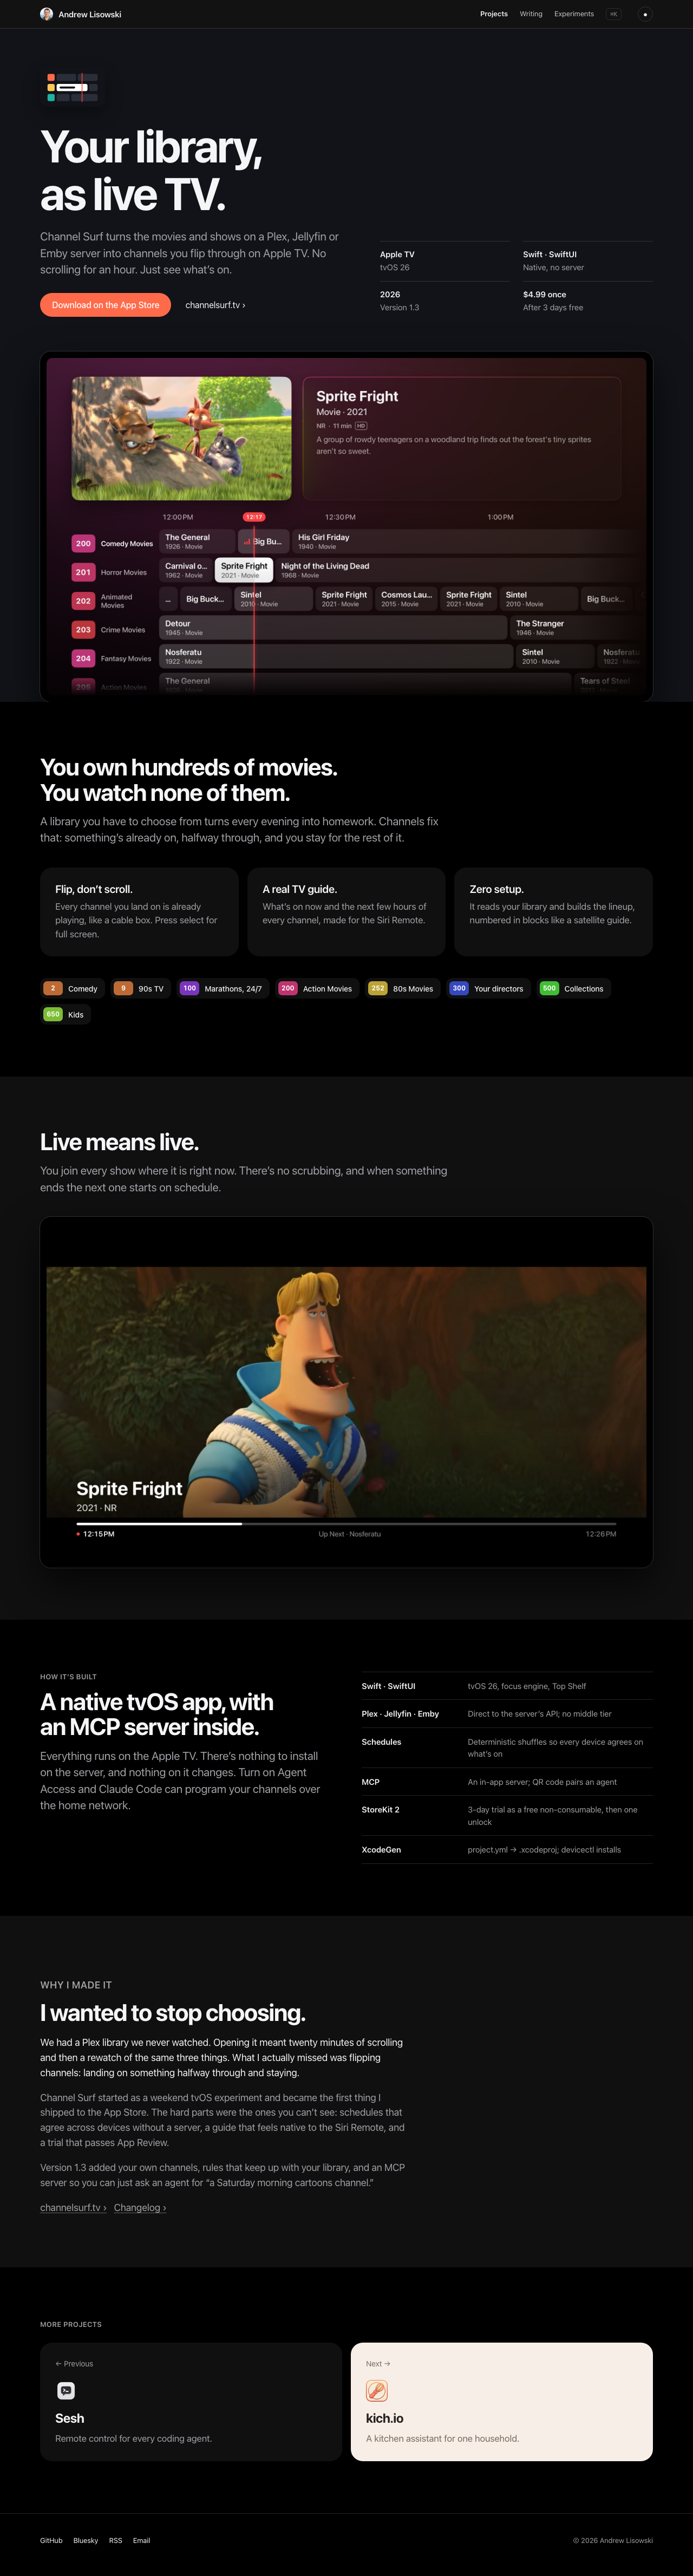 Andrew Lisowski
Projects
Writing
Experiments
⌘K
Your library,
as live TV.
Channel Surf turns the movies and shows on a Plex, Jellyfin or
Emby server into channels you flip through on Apple TV. No
scrolling for an hour. Just see what's on.
Download on the App Store
channelsurf.tv ›
Apple TV
tvOS 26
Swift · SwiftUI
Native, no server
2026
Version 1.3
$4.99 once
After 3 days free
Sprite Fright
Movie · 2021
NR · 11 min HD
A group of rowdy teenagers on a woodland trip finds out the forest's tiny sprites
aren't so sweet.
12:00 PM
12:17
12:30 PM
1:00 PM
200 Comedy Movies
The General
1926 · Movie
Big Bu...
His Girl Friday
1940 · Movie
201 Horror Movies
Carnival o...
1962 · Movie
Sprite Fright
2021 · Movie
Night of the Living Dead
1968 · Movie
202 Animated
Movies
...
Big Buck...
Sintel
2010 · Movie
Sprite Fright
2021 · Movie
Cosmos Lau...
2015 · Movie
Sprite Fright
2021 · Movie
Sintel
2010 · Movie
Big Buck...
203 Crime Movies
Detour
1945 · Movie
The Stranger
1946 · Movie
204 Fantasy Movies
Nosferatu
1922 · Movie
Sintel
2010 · Movie
Nosferatu
1922 · Movie
205 Action Movies
The General
Tears of Steel
You own hundreds of movies.
You watch none of them.
A library you have to choose from turns every evening into homework. Channels fix
that: something's already on, halfway through, and you stay for the rest of it.
Flip, don't scroll.
Every channel you land on is already
playing, like a cable box. Press select for
full screen.
A real TV guide.
What's on now and the next few hours of
every channel, made for the Siri Remote.
Zero setup.
It reads your library and builds the lineup,
numbered in blocks like a satellite guide.
2 Comedy
9 90s TV
100 Marathons, 24/7
200 Action Movies
252 80s Movies
300 Your directors
500 Collections
650 Kids
Live means live.
You join every show where it is right now. There's no scrubbing, and when something
ends the next one starts on schedule.
Sprite Fright
2021 · NR
12:15 PM
Up Next · Nosferatu
12:26 PM
HOW IT'S BUILT
A native tvOS app, with
an MCP server inside.
Everything runs on the Apple TV. There's nothing to install
on the server, and nothing on it changes. Turn on Agent
Access and Claude Code can program your channels over
the home network.
Swift · SwiftUI
tvOS 26, focus engine, Top Shelf
Plex · Jellyfin · Emby
Direct to the server's API; no middle tier
Schedules
Deterministic shuffles so every device agrees on
what's on
MCP
An in-app server; QR code pairs an agent
StoreKit 2
3-day trial as a free non-consumable, then one
unlock
XcodeGen
project.yml → .xcodeproj; devicectl installs
WHY I MADE IT
I wanted to stop choosing.
We had a Plex library we never watched. Opening it meant twenty minutes of scrolling
and then a rewatch of the same three things. What I actually missed was flipping
channels: landing on something halfway through and staying.
Channel Surf started as a weekend tvOS experiment and became the first thing I
shipped to the App Store. The hard parts were the ones you can't see: schedules that
agree across devices without a server, a guide that feels native to the Siri Remote, and
a trial that passes App Review.
Version 1.3 added your own channels, rules that keep up with your library, and an MCP
server so you can just ask an agent for “a Saturday morning cartoons channel.”
channelsurf.tv ›
Changelog ›
MORE PROJECTS
← Previous
Sesh
Remote control for every coding agent.
Next →
kich.io
A kitchen assistant for one household.
GitHub
Bluesky
RSS
Email
© 2026 Andrew Lisowski